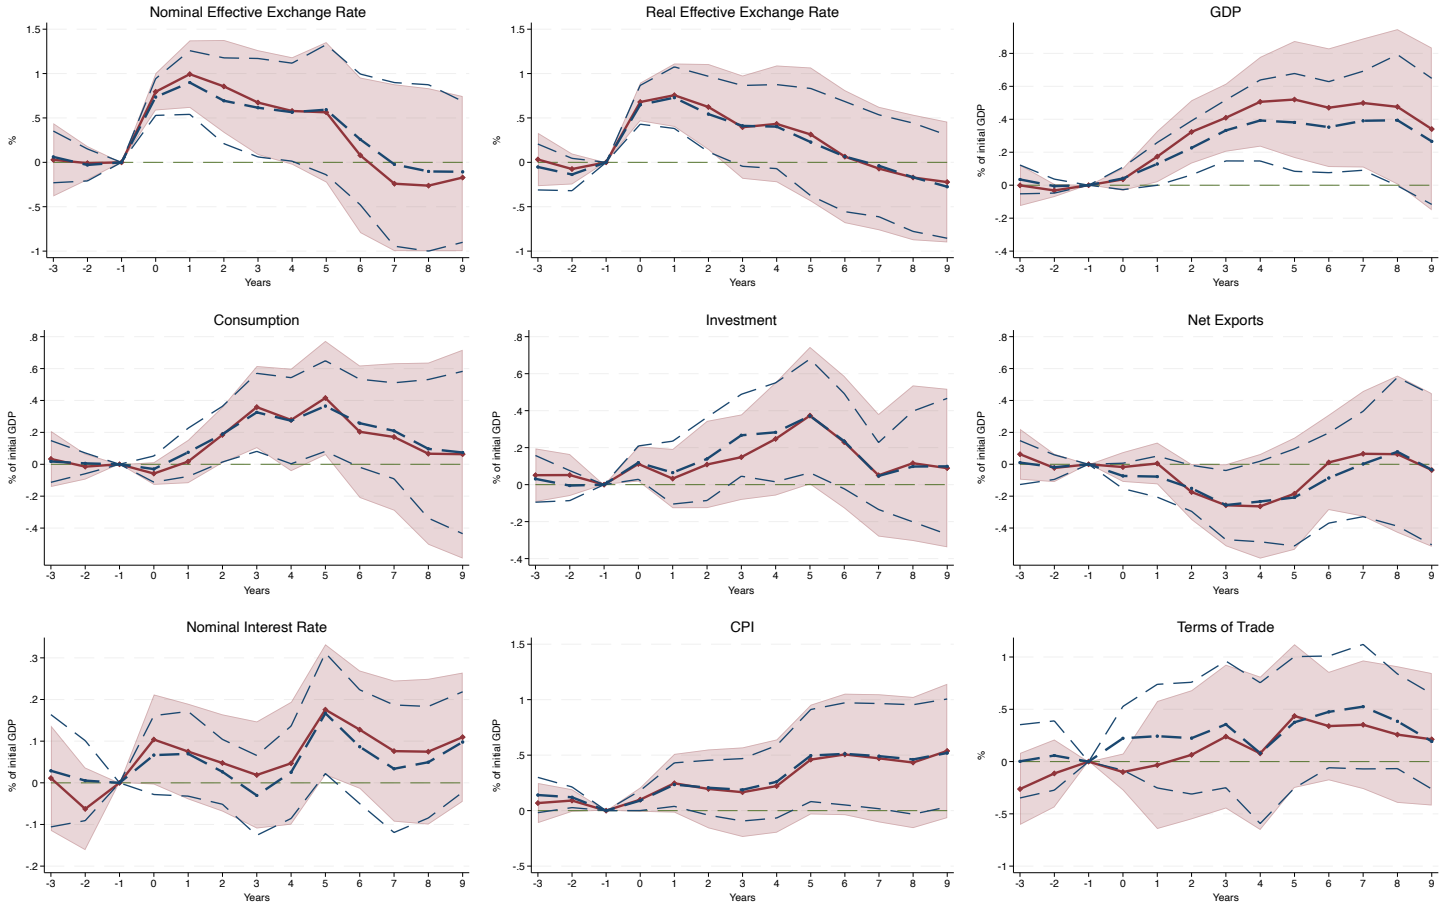 Nominal Effective Exchange Rate
1.5
1
.5
0
-.5
-1
%
-3 -2 -1 0 1 2 3 4 5 6 7 8 9
Years
Real Effective Exchange Rate
1.5
1
.5
0
-.5
-1
%
-3 -2 -1 0 1 2 3 4 5 6 7 8 9
Years
GDP
.8
.6
.4
.2
0
-.2
-.4
% of initial GDP
-3 -2 -1 0 1 2 3 4 5 6 7 8 9
Years
Consumption
.8
.6
.4
.2
0
-.2
-.4
% of initial GDP
-3 -2 -1 0 1 2 3 4 5 6 7 8 9
Years
Investment
.8
.6
.4
.2
0
-.2
-.4
% of initial GDP
-3 -2 -1 0 1 2 3 4 5 6 7 8 9
Years
Net Exports
.8
.6
.4
.2
0
-.2
-.4
% of initial GDP
-3 -2 -1 0 1 2 3 4 5 6 7 8 9
Years
Nominal Interest Rate
.3
.2
.1
0
-.1
-.2
% of initial GDP
-3 -2 -1 0 1 2 3 4 5 6 7 8 9
Years
CPI
1.5
1
.5
0
-.5
% of initial GDP
-3 -2 -1 0 1 2 3 4 5 6 7 8 9
Years
Terms of Trade
1
.5
0
-.5
-1
%
-3 -2 -1 0 1 2 3 4 5 6 7 8 9
Years